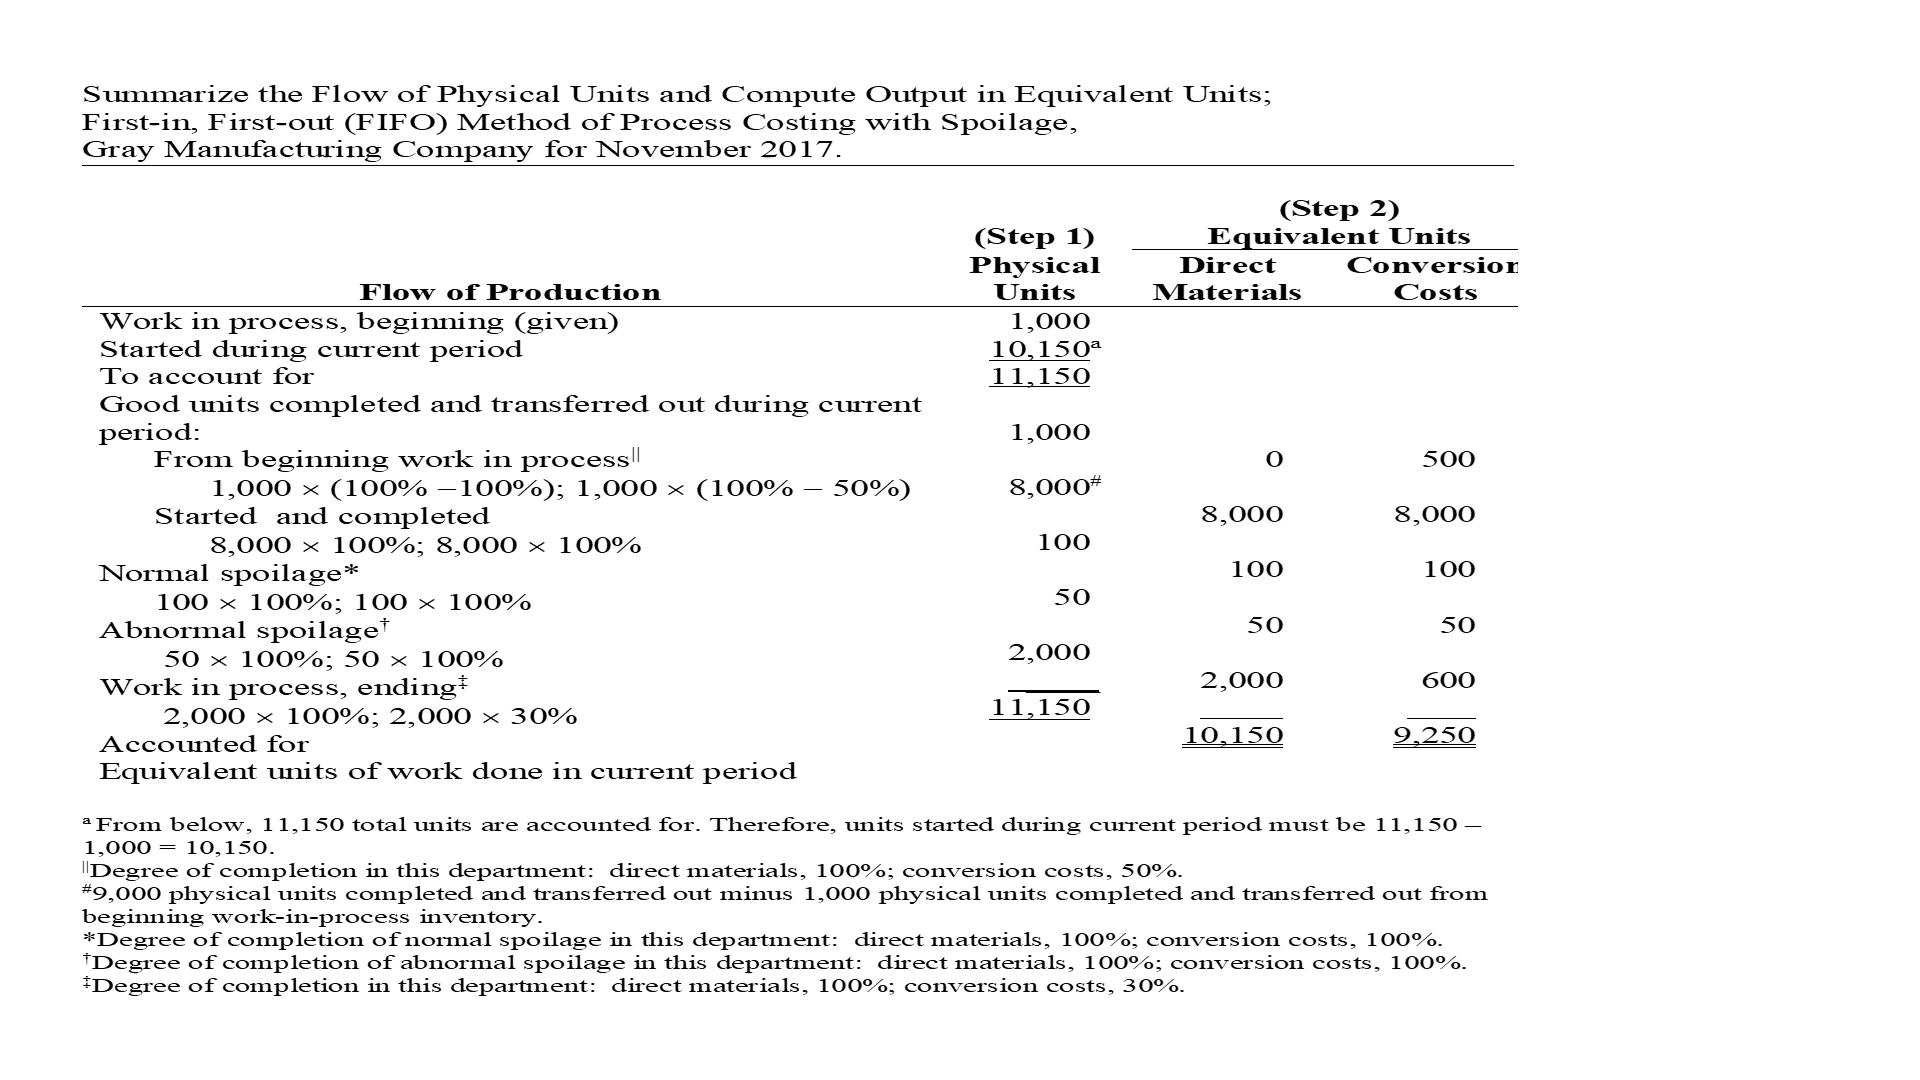 Summarize the Flow of Physical Units and Compute Output in Equivalent Units;
First-in, First-out (FIFO) Method of Process Costing with Spoilage,
Gray Manufacturing Company for November 2017.
(Step 2)
(Step 1) Equivalent Units
Physical Direct Conversion
Flow of Production Units Materials Costs
Work in process, beginning (given) 1,000
Started during current period 10,150ᵃ
To account for 11,150
Good units completed and transferred out during current
period: 1,000
From beginning work in process|| 0 500
1,000 × (100% –100%); 1,000 × (100% – 50%) 8,000#
Started and completed 8,000 8,000
8,000 × 100%; 8,000 × 100% 100
Normal spoilage* 100 100
100 × 100%; 100 × 100% 50
Abnormal spoilage† 50 50
50 × 100%; 50 × 100% 2,000
Work in process, ending‡ 2,000 600
2,000 × 100%; 2,000 × 30% 11,150
Accounted for 10,150 9,250
Equivalent units of work done in current period
ᵃ From below, 11,150 total units are accounted for. Therefore, units started during current period must be 11,150 –
1,000 = 10,150.
||Degree of completion in this department: direct materials, 100%; conversion costs, 50%.
#9,000 physical units completed and transferred out minus 1,000 physical units completed and transferred out from
beginning work-in-process inventory.
*Degree of completion of normal spoilage in this department: direct materials, 100%; conversion costs, 100%.
†Degree of completion of abnormal spoilage in this department: direct materials, 100%; conversion costs, 100%.
‡Degree of completion in this department: direct materials, 100%; conversion costs, 30%.